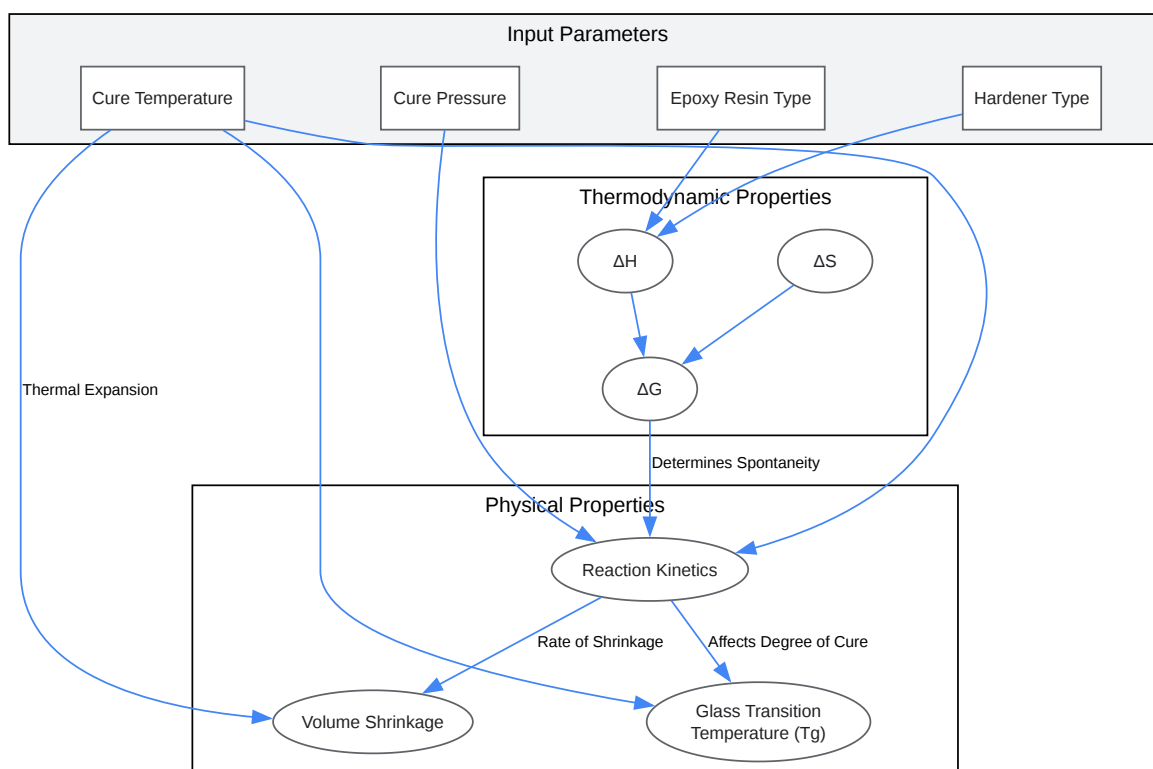 Input Parameters
Cure Temperature
Cure Pressure
Epoxy Resin Type
Hardener Type
Thermodynamic Properties
ΔH
ΔS
ΔG
Thermal Expansion
Determines Spontaneity
Physical Properties
Reaction Kinetics
Rate of Shrinkage
Affects Degree of Cure
Volume Shrinkage
Glass Transition
Temperature (Tg)